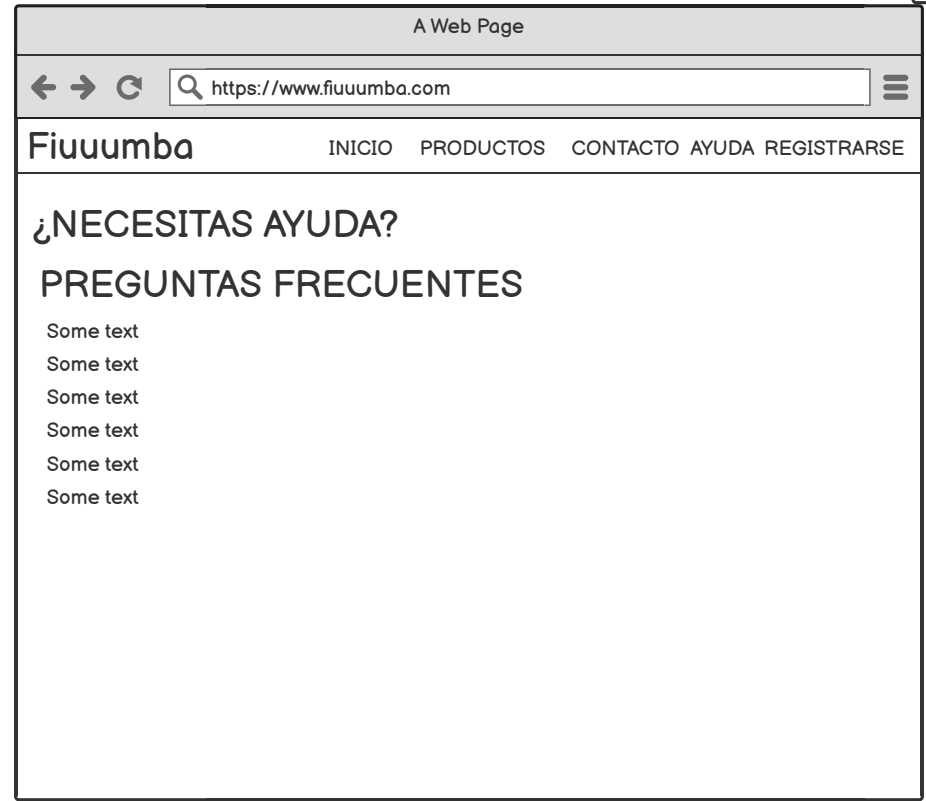 A Web Page
https://www.fiuuumba.com
Fiuuumba INICIO PRODUCTOS CONTACTO AYUDA REGISTRARSE
¿NECESITAS AYUDA?
PREGUNTAS FRECUENTES
Some text
Some text
Some text
Some text
Some text
Some text